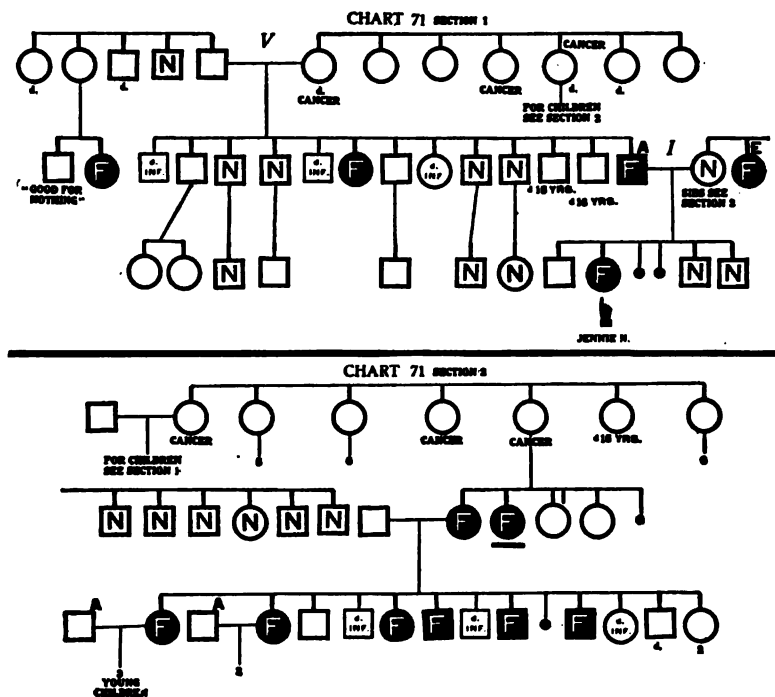 CHART 71 SECTION 1
V
CANCER
N
d. d. d. CANCER CANCER d. d.
FOR CHILDREN
SEE SECTION 2
A I E
d. INF. N N d. INF. F d. INF. N N F N F
F
"GOOD FOR
NOTHING"
d 16 YRS.
d 16 YRS.
SIBS SEE
SECTION 2
N N N F N N
JENNIE N.
CHART 71 SECTION 2
CANCER CANCER CANCER d 16 YRS.
FOR CHILDREN
SEE SECTION 1
N N N N N N F F
A A
F F d. INF. F F d. INF. F F d. INF.
d. 2
3 2
YOUNG
CHILDREN